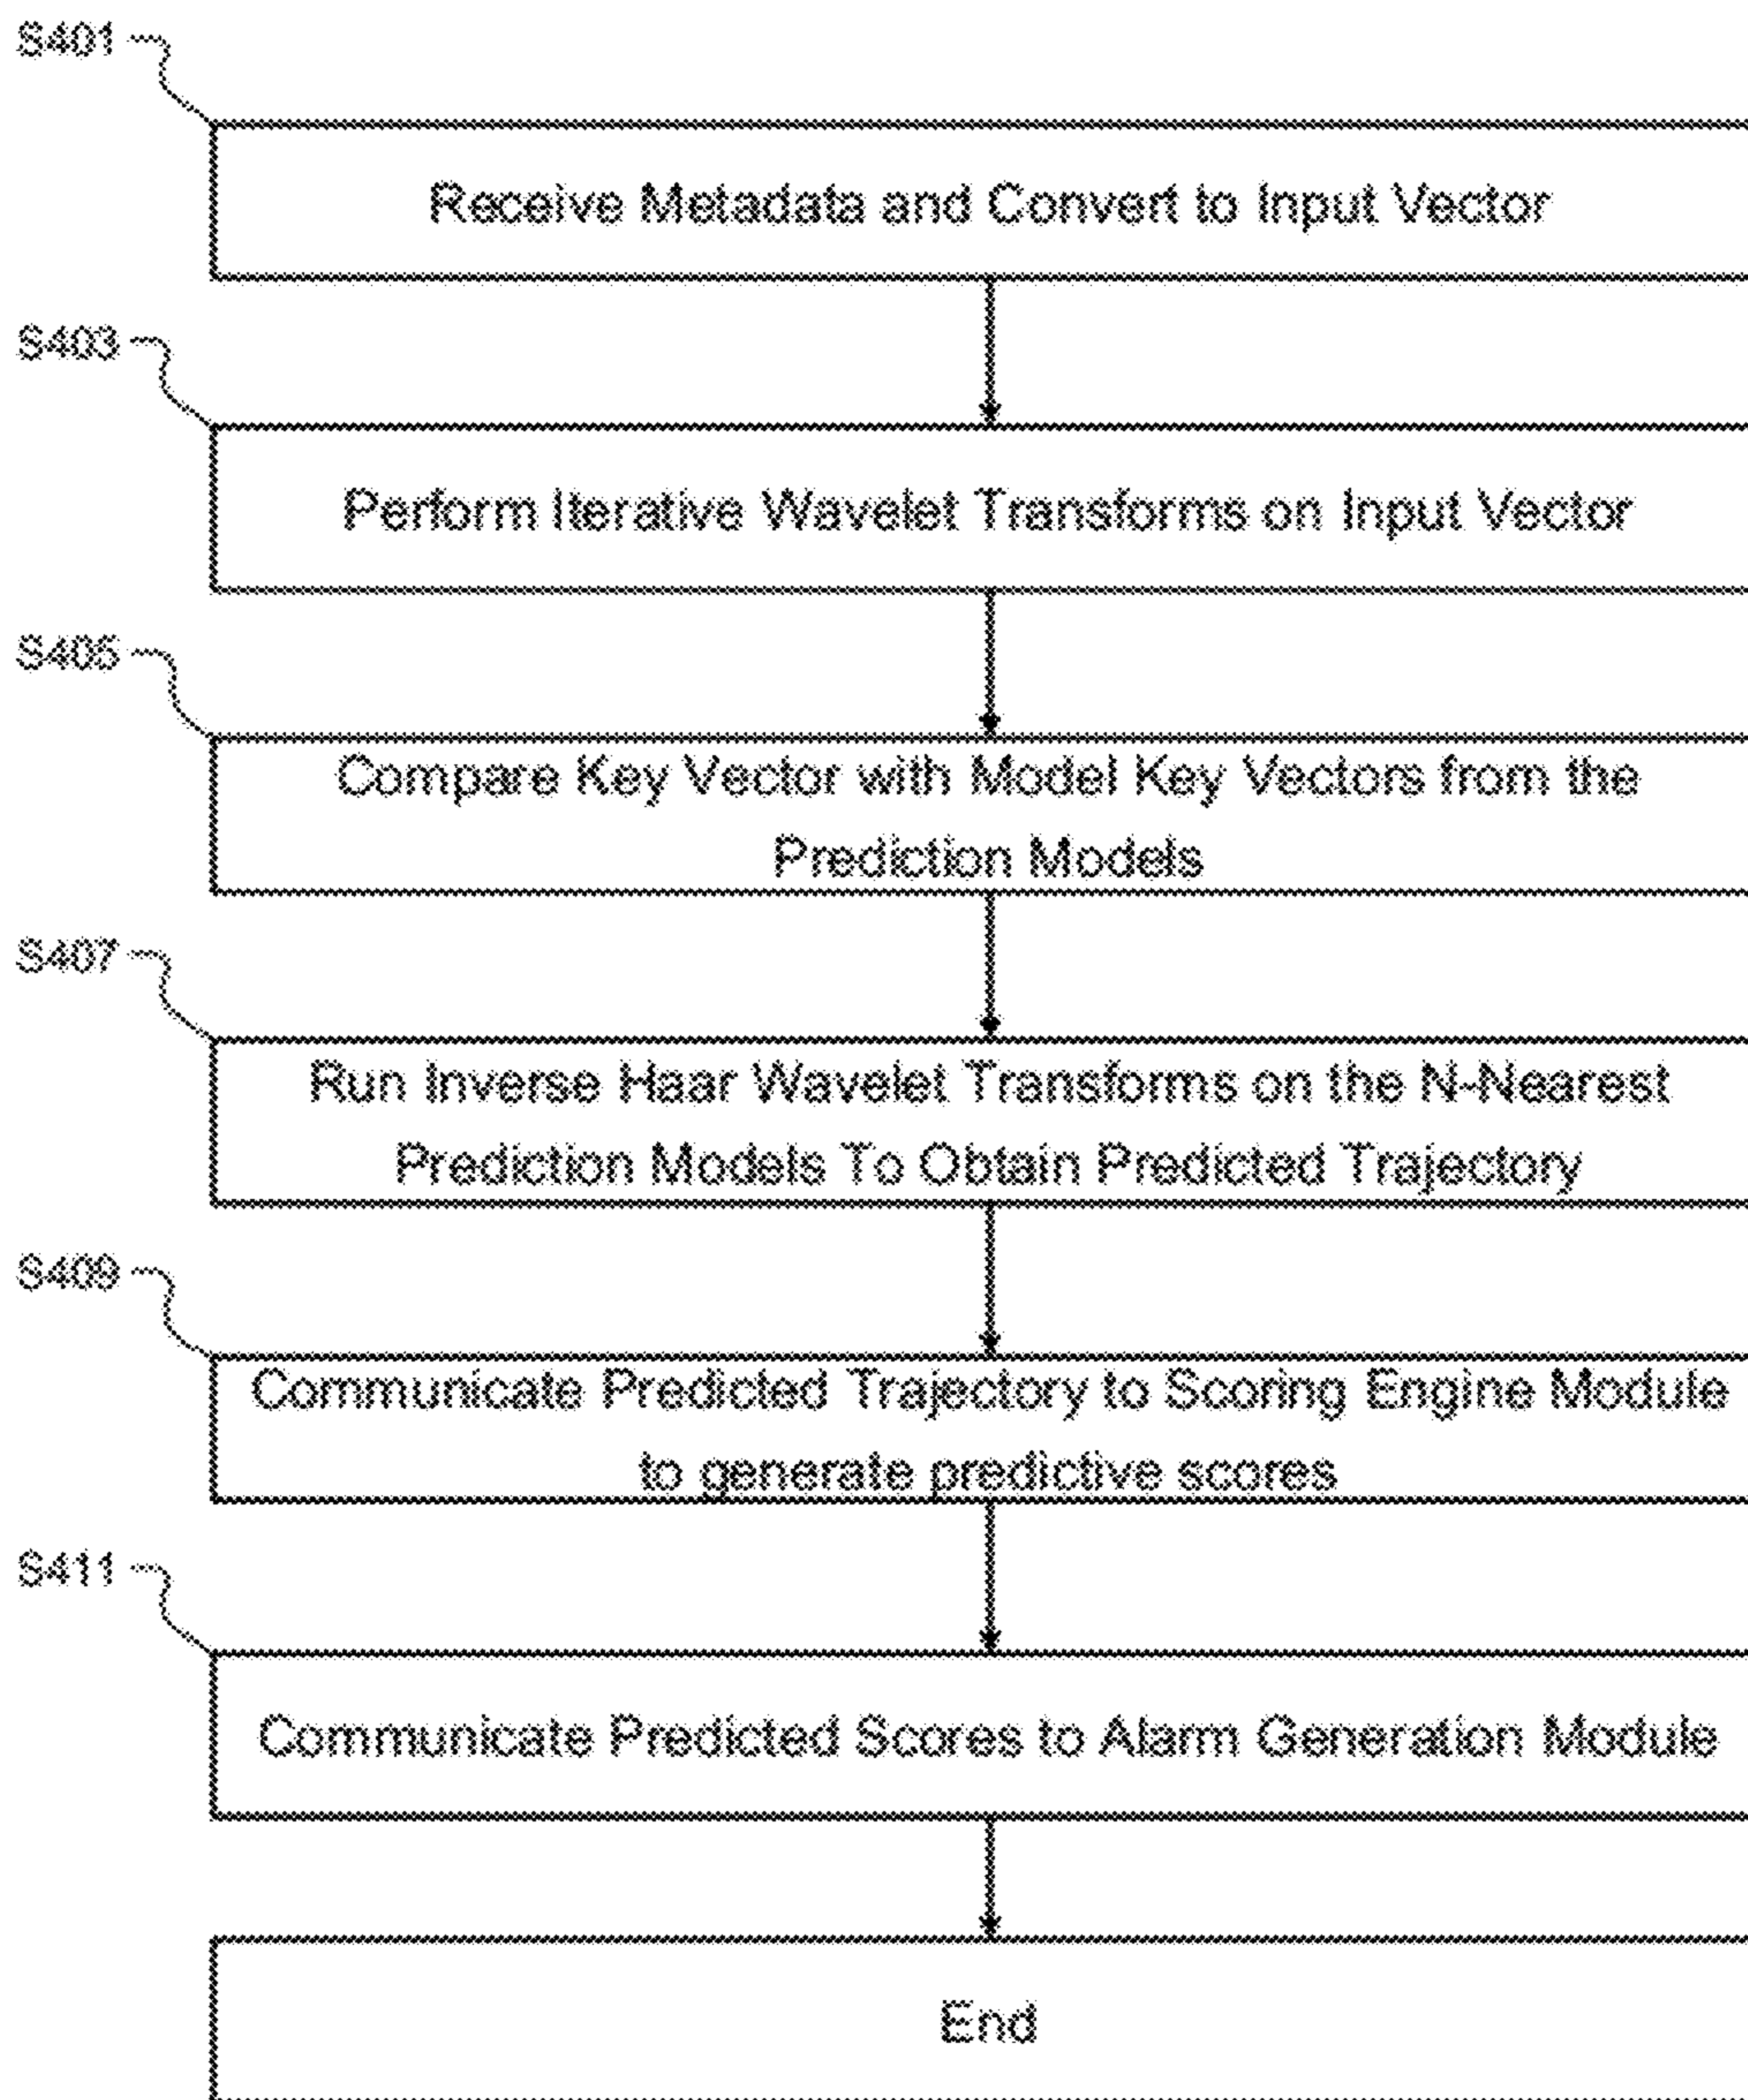 S401
Receive Metadata and Convert to Input Vector
S403
Perform Iterative Wavelet Transforms on Input Vector
S405
Compare Key Vector with Model Key Vectors from the
Prediction Models
S407
Run Inverse Haar Wavelet Transforms on the N-Nearest
Prediction Models To Obtain Predicted Trajectory
S409
Communicate Predicted Trajectory to Scoring Engine Module
to generate predictive scores
S411
Communicate Predicted Scores to Alarm Generation Module
End